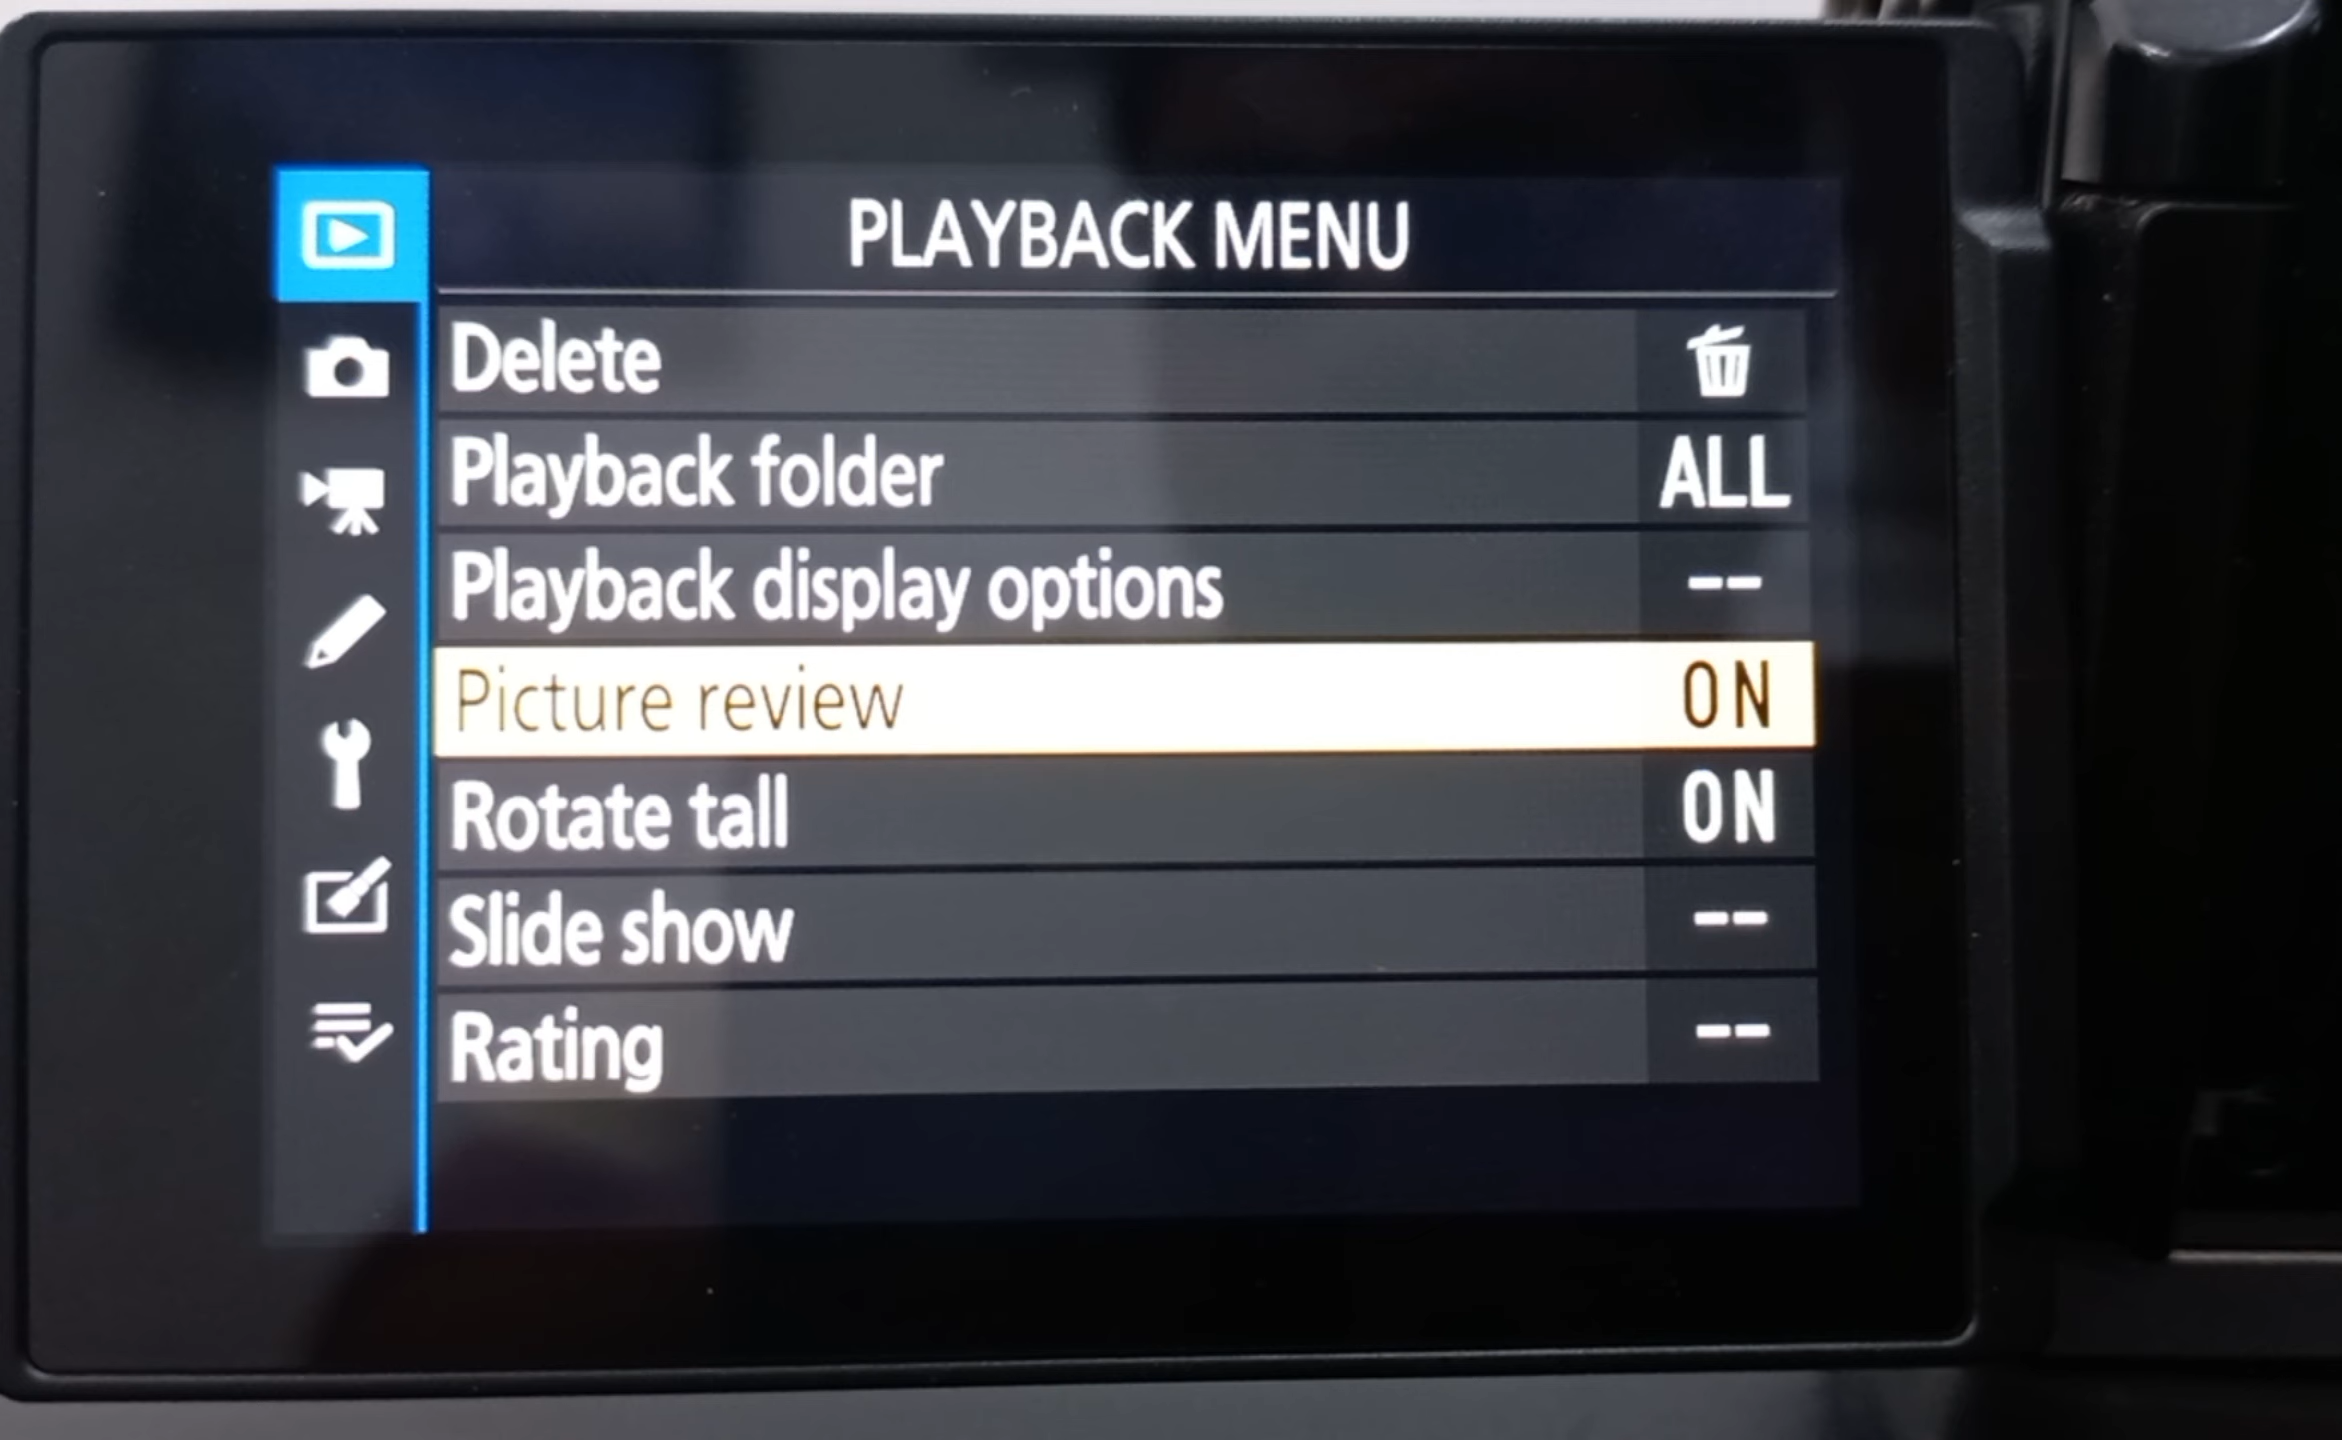 PLAYBACK MENU
Delete
Playback folder ALL
Playback display options --
Picture review ON
Rotate tall ON
Slide show --
Rating --